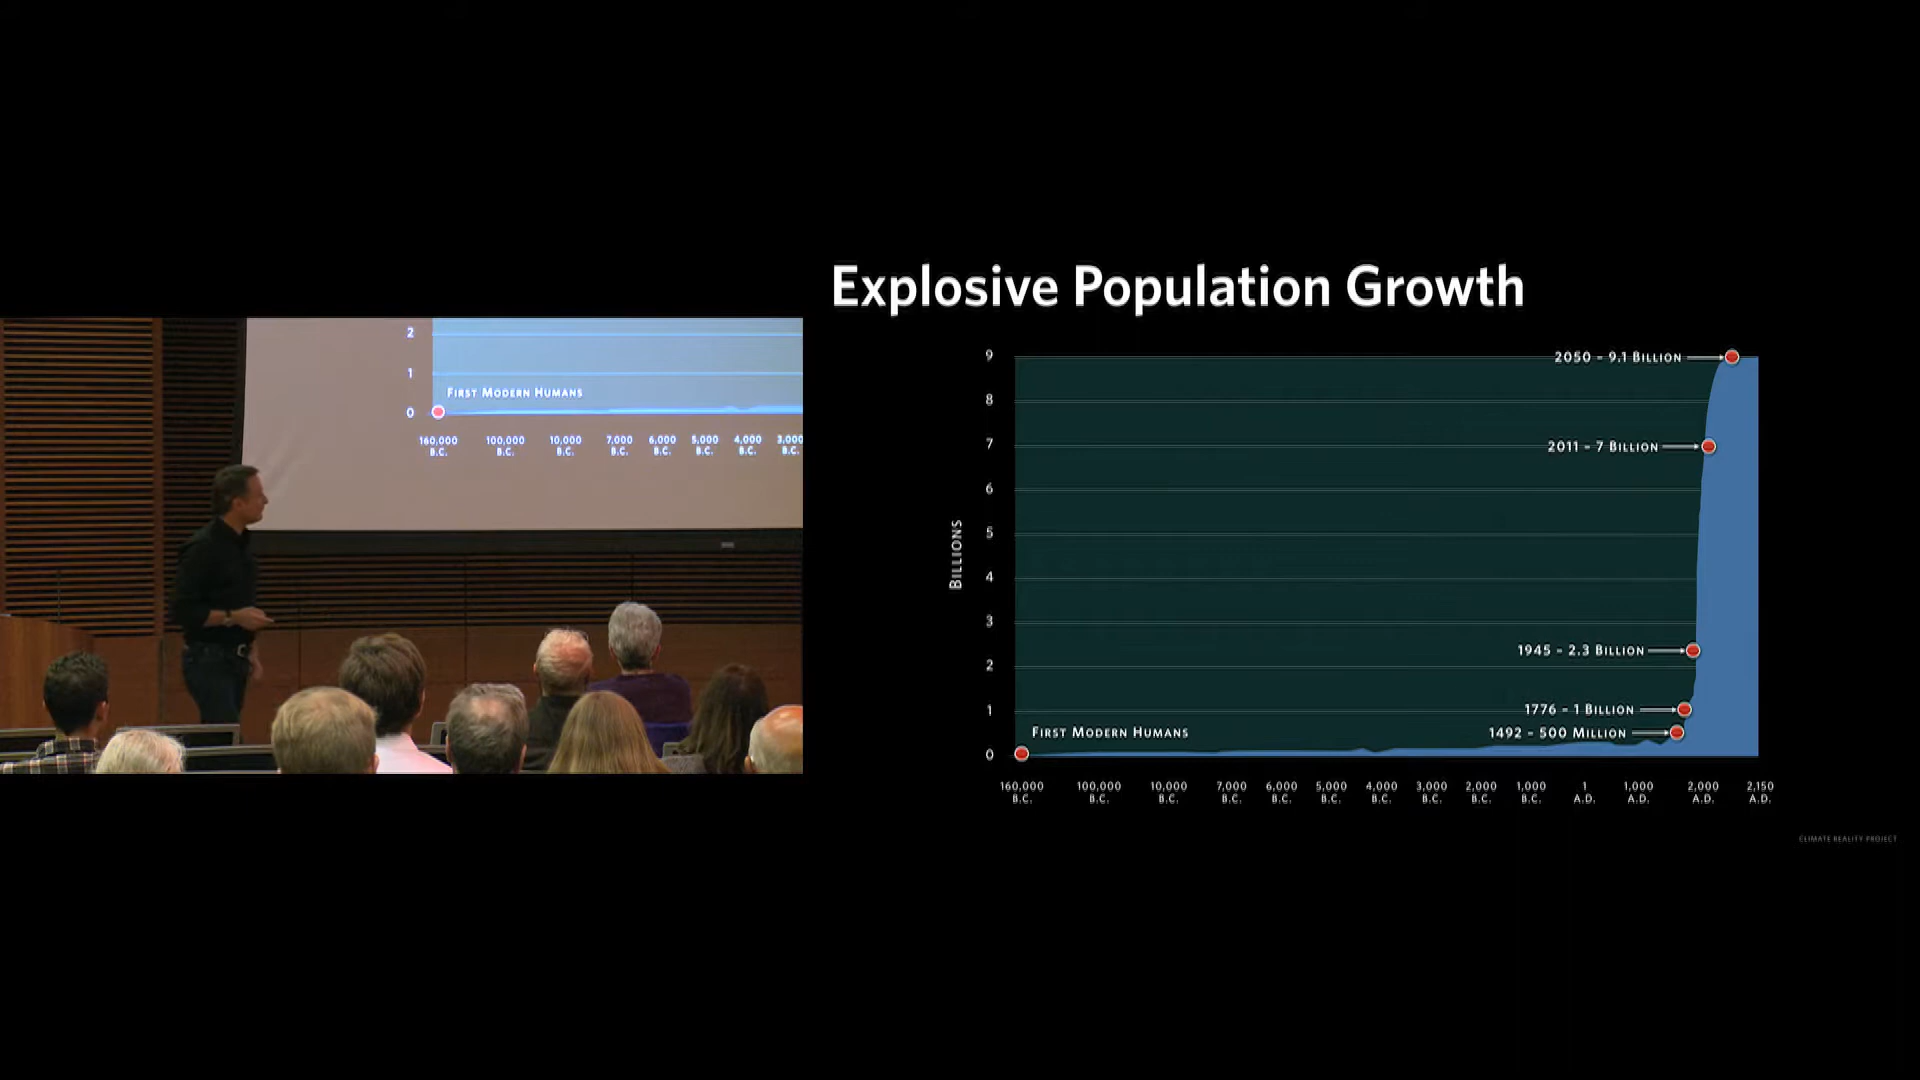 2
1
FIRST MODERN HUMANS
0
160,000 B.C.
100,000 B.C.
10,000 B.C.
7,000 B.C.
6,000 B.C.
5,000 B.C.
4,000 B.C.
3,000 B.C.
Explosive Population Growth
9
2050 – 9.1 BILLION
8
7
2011 – 7 BILLION
6
5
BILLIONS
4
3
1945 – 2.3 BILLION
2
1
1776 – 1 BILLION
1492 – 500 MILLION
FIRST MODERN HUMANS
0
160,000 B.C.
100,000 B.C.
10,000 B.C.
7,000 B.C.
6,000 B.C.
5,000 B.C.
4,000 B.C.
3,000 B.C.
2,000 B.C.
1,000 B.C.
1 A.D.
1,000 A.D.
2,000 A.D.
2,150 A.D.
CLIMATE REALITY PROJECT